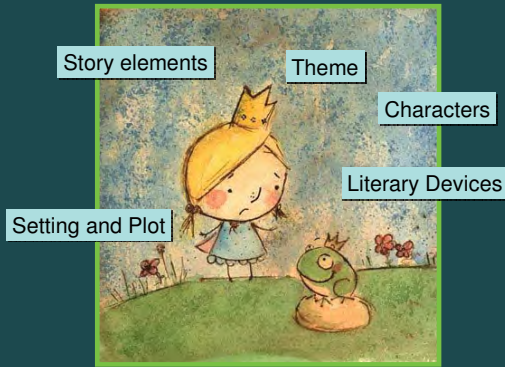 Story elements
Theme
Characters
Literary Devices
Setting and Plot